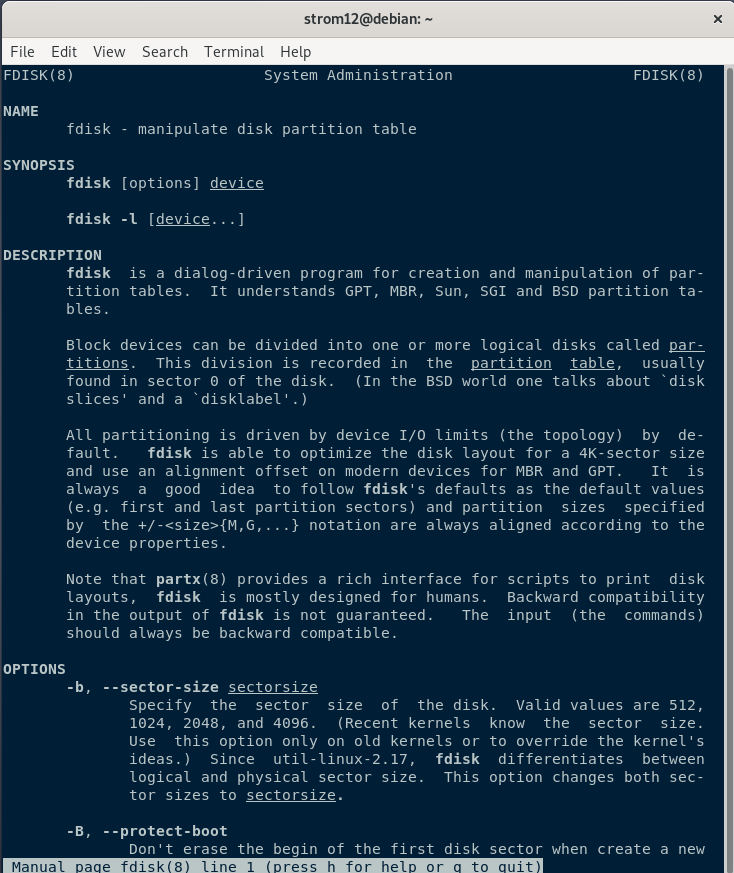 strom12@debian: ~
×
File Edit View Search Terminal Help
FDISK(8) System Administration FDISK(8)
NAME
fdisk - manipulate disk partition table
SYNOPSIS
fdisk [options] device
fdisk -l [device...]
DESCRIPTION
fdisk is a dialog-driven program for creation and manipulation of par-
tition tables. It understands GPT, MBR, Sun, SGI and BSD partition ta-
bles.
Block devices can be divided into one or more logical disks called par-
titions. This division is recorded in the partition table, usually
found in sector 0 of the disk. (In the BSD world one talks about `disk
slices' and a `disklabel'.)
All partitioning is driven by device I/O limits (the topology) by de-
fault. fdisk is able to optimize the disk layout for a 4K-sector size
and use an alignment offset on modern devices for MBR and GPT. It is
always a good idea to follow fdisk's defaults as the default values
(e.g. first and last partition sectors) and partition sizes specified
by the +/-<size>{M,G,...} notation are always aligned according to the
device properties.
Note that partx(8) provides a rich interface for scripts to print disk
layouts, fdisk is mostly designed for humans. Backward compatibility
in the output of fdisk is not guaranteed. The input (the commands)
should always be backward compatible.
OPTIONS
-b, --sector-size sectorsize
Specify the sector size of the disk. Valid values are 512,
1024, 2048, and 4096. (Recent kernels know the sector size.
Use this option only on old kernels or to override the kernel's
ideas.) Since util-linux-2.17, fdisk differentiates between
logical and physical sector size. This option changes both sec-
tor sizes to sectorsize.
-B, --protect-boot
Don't erase the begin of the first disk sector when create a new
Manual page fdisk(8) line 1 (press h for help or q to quit)